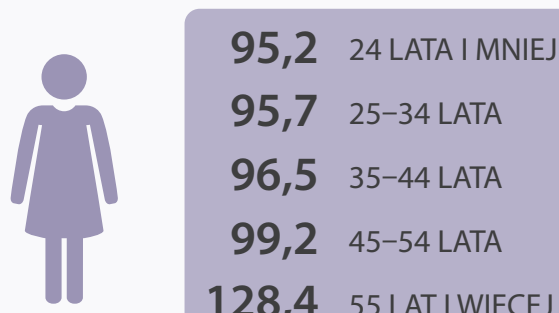 95,2 24 LATA I MNIEJ
95,7 25–34 LATA
96,5 35–44 LATA
99,2 45–54 LATA
128,4 55 LAT I WIĘCEJ